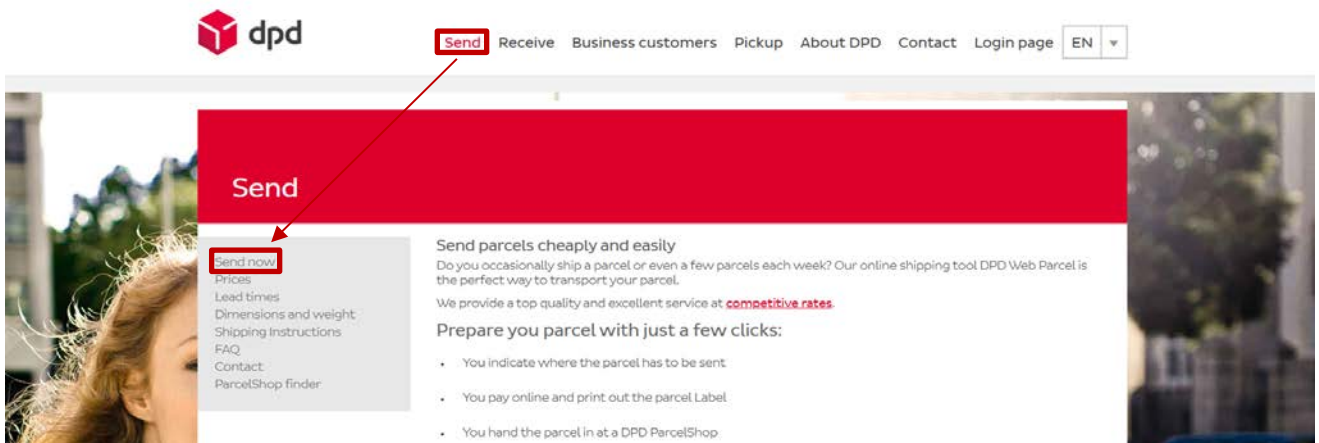 dpd
Send Receive Business customers Pickup About DPD Contact Login page EN
Send
Send now
Prices
Lead times
Dimensions and weight
Shipping Instructions
FAQ
Contact
ParcelShop finder
Send parcels cheaply and easily
Do you occasionally ship a parcel or even a few parcels each week? Our online shipping tool DPD Web Parcel is
the perfect way to transport your parcel.
We provide a top quality and excellent service at competitive rates.
Prepare you parcel with just a few clicks:
• You indicate where the parcel has to be sent
• You pay online and print out the parcel Label
• You hand the parcel in at a DPD ParcelShop